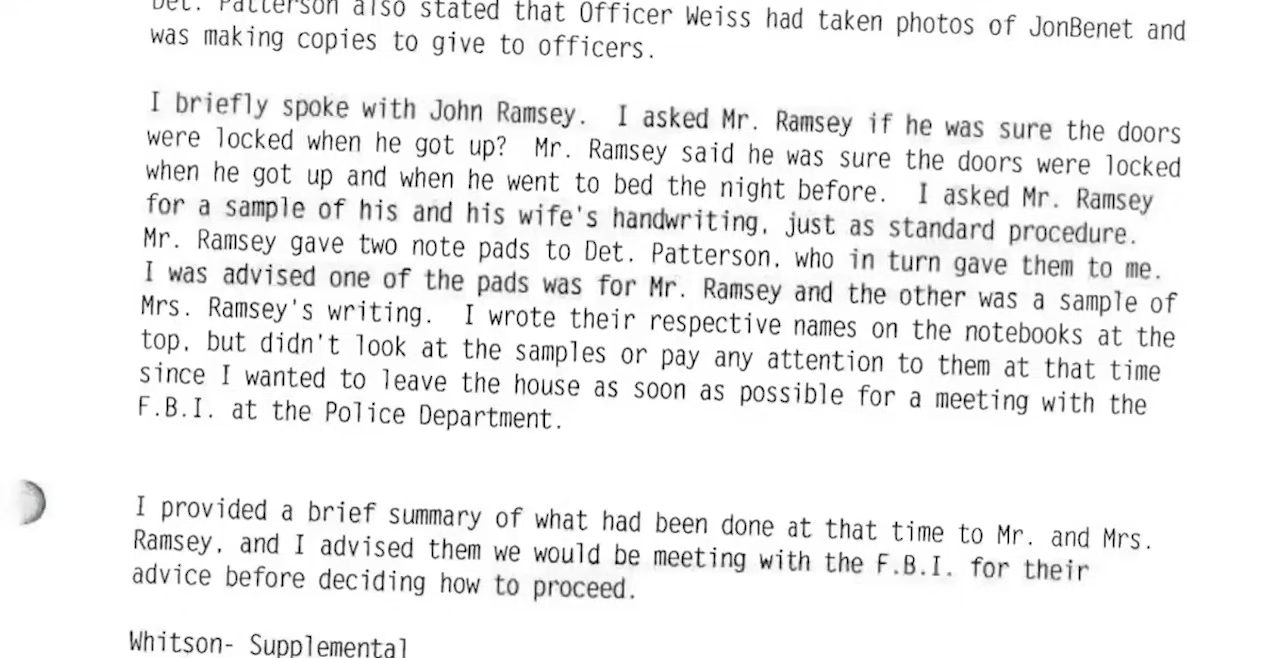 Det. Patterson also stated that Officer Weiss had taken photos of JonBenet and
was making copies to give to officers.
I briefly spoke with John Ramsey. I asked Mr. Ramsey if he was sure the doors
were locked when he got up? Mr. Ramsey said he was sure the doors were locked
when he got up and when he went to bed the night before. I asked Mr. Ramsey
for a sample of his and his wife's handwriting, just as standard procedure.
Mr. Ramsey gave two note pads to Det. Patterson, who in turn gave them to me.
I was advised one of the pads was for Mr. Ramsey and the other was a sample of
Mrs. Ramsey's writing. I wrote their respective names on the notebooks at the
top, but didn't look at the samples or pay any attention to them at that time
since I wanted to leave the house as soon as possible for a meeting with the
F.B.I. at the Police Department.
I provided a brief summary of what had been done at that time to Mr. and Mrs.
Ramsey, and I advised them we would be meeting with the F.B.I. for their
advice before deciding how to proceed.
Whitson- Supplemental